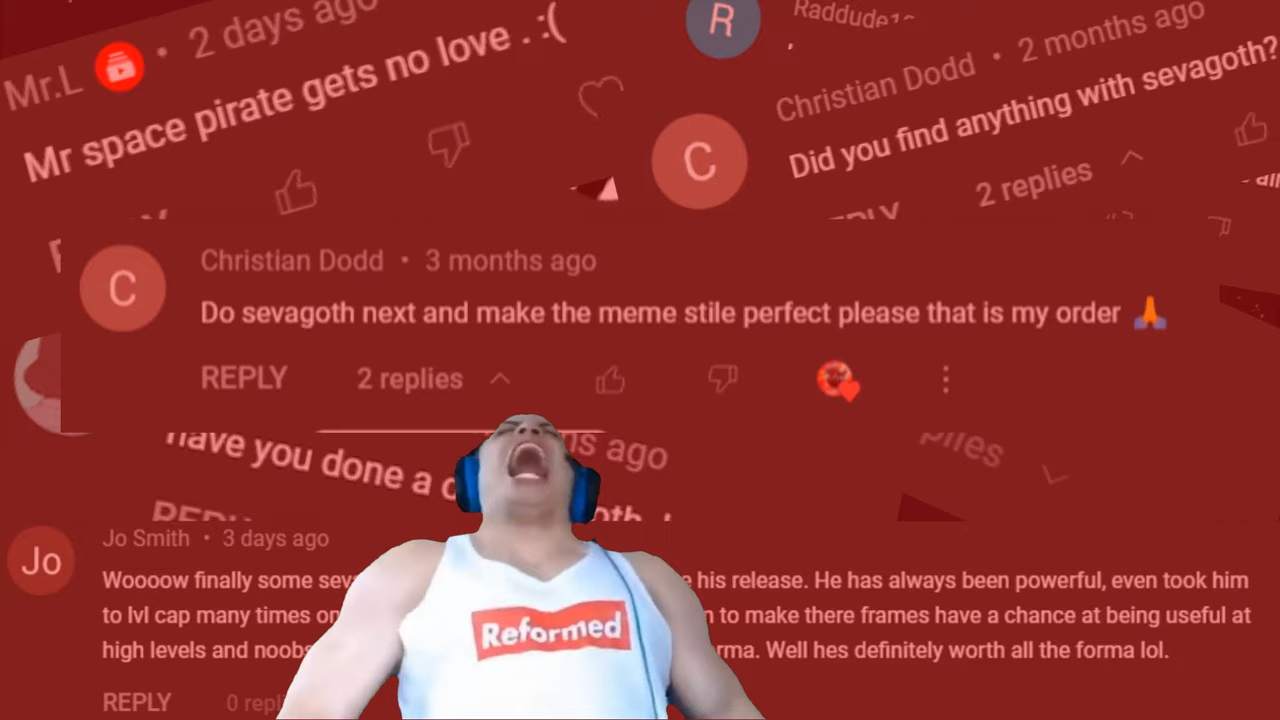 Mr.L • 2 days ago
Mr space pirate gets no love . :(
R
Raddude
Christian Dodd • 2 months ago
C
Did you find anything with sevagoth?
2 replies
Christian Dodd • 3 months ago
C
Do sevagoth next and make the meme stile perfect please that is my order 🙏
REPLY 2 replies
ago
have you done a
REPLY
Jo Smith • 3 days ago
Jo
Woooow finally some his release. He has always been powerful, even took him
to lvl cap many times to make there frames have a chance at being useful at
high levels and Well hes definitely worth all the forma lol.
REPLY 0
Reformed